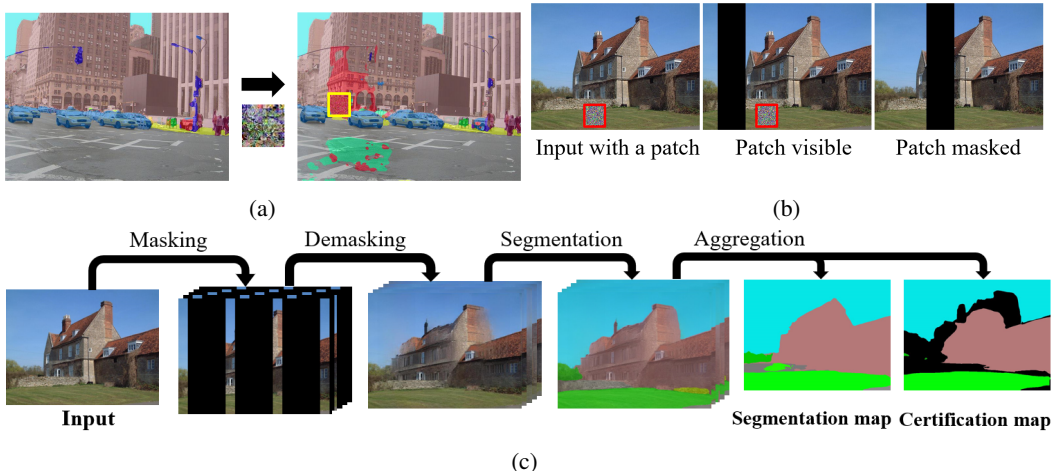 (a)
Input with a patch
Patch visible
Patch masked
(b)
Masking
Demasking
Segmentation
Aggregation
Input
Segmentation map
Certification map
(c)